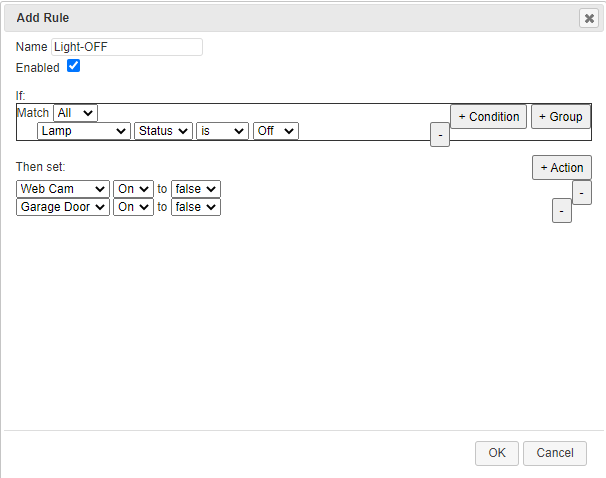 Add Rule
Name Light-OFF
Enabled
If:
Match All + Condition + Group
Lamp Status is Off -
Then set: + Action
Web Cam On to false -
Garage Door On to false -
OK Cancel